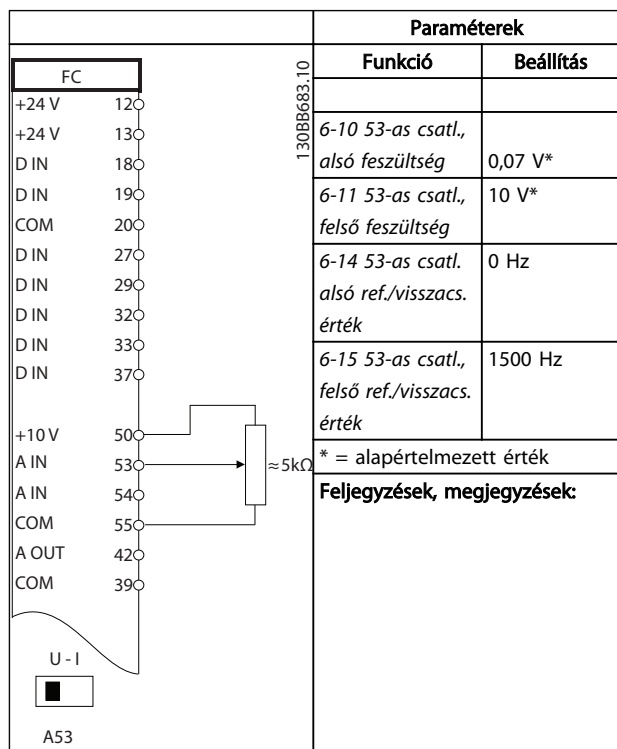 FC
+24 V 12
+24 V 13
D IN 18
D IN 19
COM 20
D IN 27
D IN 29
D IN 32
D IN 33
D IN 37
+10 V 50
A IN 53
A IN 54
COM 55
A OUT 42
COM 39
≈5kΩ
U - I
A53
130BB683.10
Paraméterek
Funkció Beállítás
6-10 53-as csatl.,
alsó feszültség 0,07 V*
6-11 53-as csatl., 10 V*
felső feszültség
6-14 53-as csatl. 0 Hz
alsó ref./visszacs.
érték
6-15 53-as csatl., 1500 Hz
felső ref./visszacs.
érték
* = alapértelmezett érték
Feljegyzések, megjegyzések: